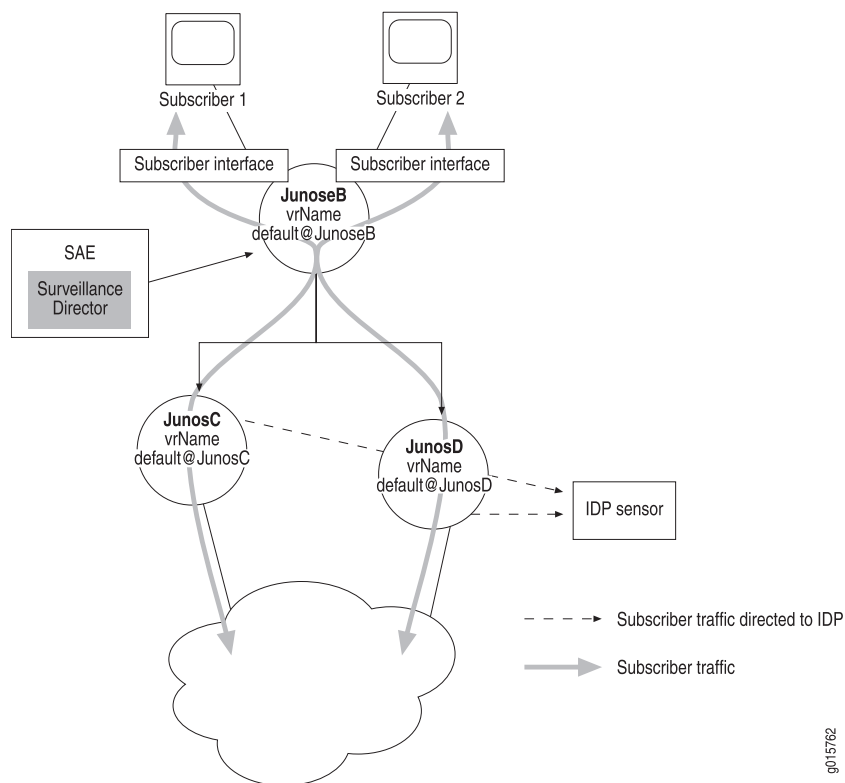 Subscriber 1
Subscriber 2
Subscriber interface
Subscriber interface
JunoseB
vrName
default@JunoseB
SAE
Surveillance
Director
JunosC
vrName
default@JunosC
JunosD
vrName
default@JunosD
IDP sensor
Subscriber traffic directed to IDP
Subscriber traffic
g015762